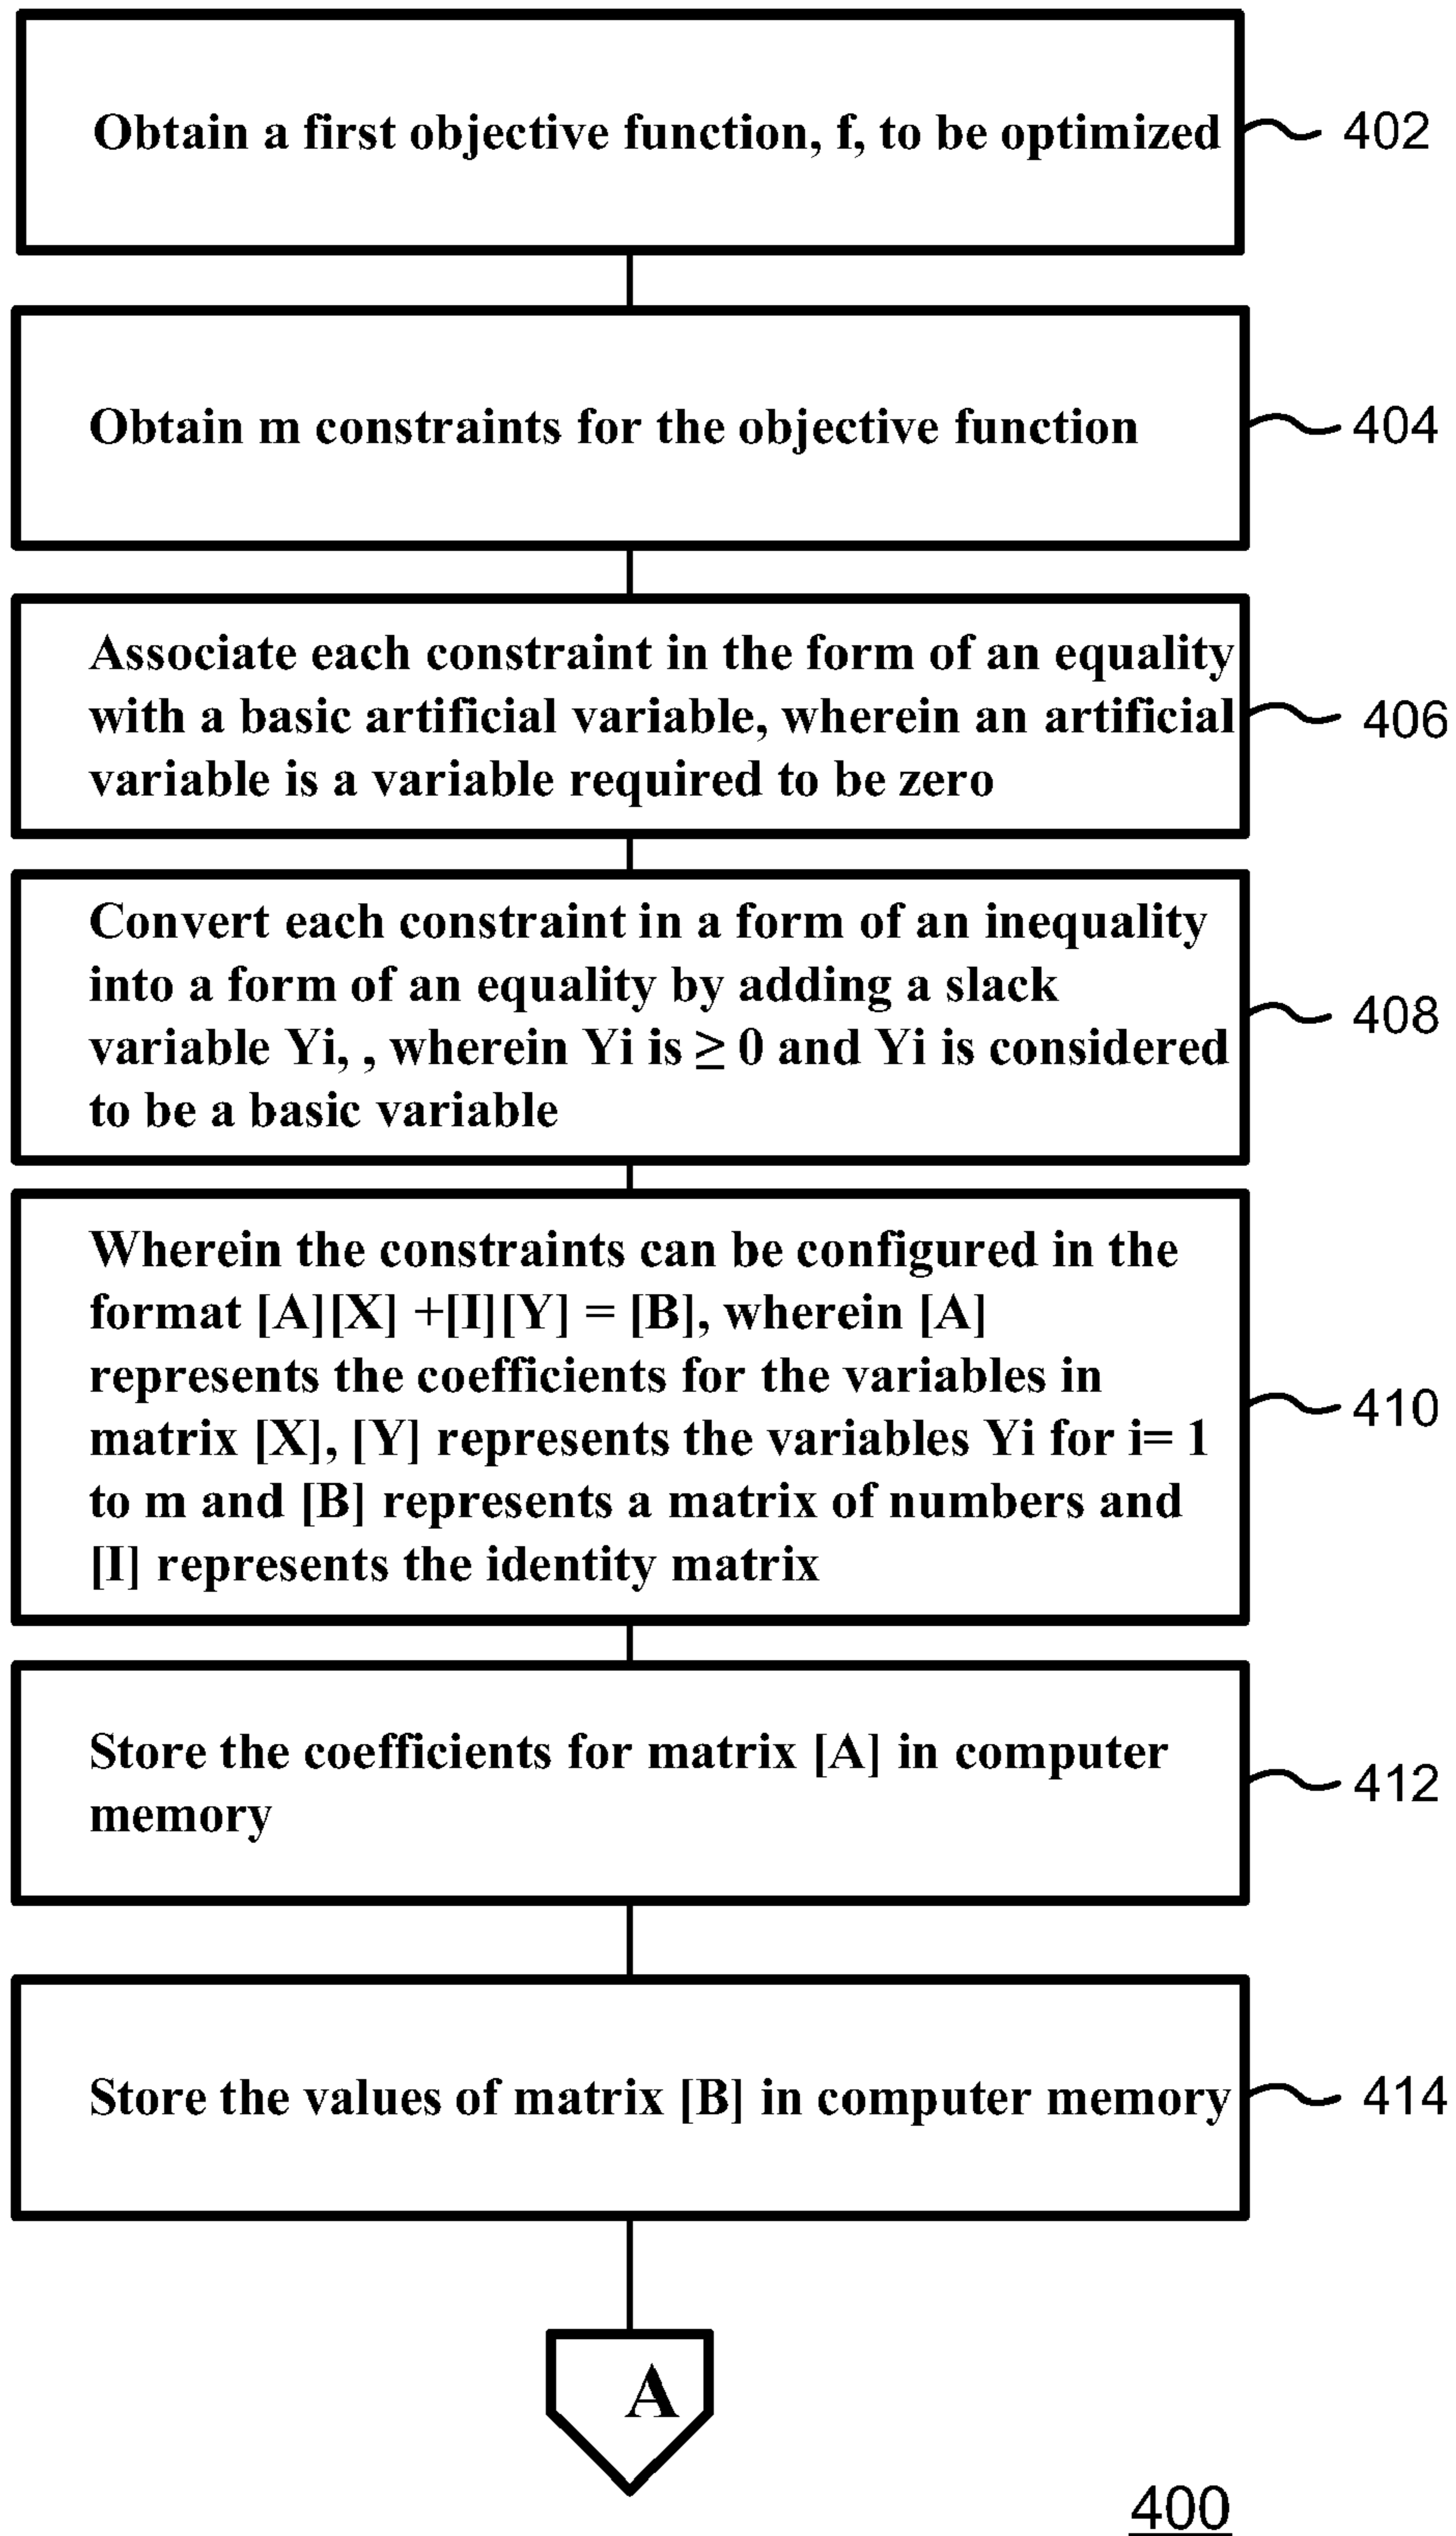 Obtain a first objective function, f, to be optimized
402
Obtain m constraints for the objective function
404
Associate each constraint in the form of an equality
with a basic artificial variable, wherein an artificial
variable is a variable required to be zero
406
Convert each constraint in a form of an inequality
into a form of an equality by adding a slack
variable Yi, , wherein Yi is ≥ 0 and Yi is considered
to be a basic variable
408
Wherein the constraints can be configured in the
format [A][X] +[I][Y] = [B], wherein [A]
represents the coefficients for the variables in
matrix [X], [Y] represents the variables Yi for i= 1
to m and [B] represents a matrix of numbers and
[I] represents the identity matrix
410
Store the coefficients for matrix [A] in computer
memory
412
Store the values of matrix [B] in computer memory
414
A
400